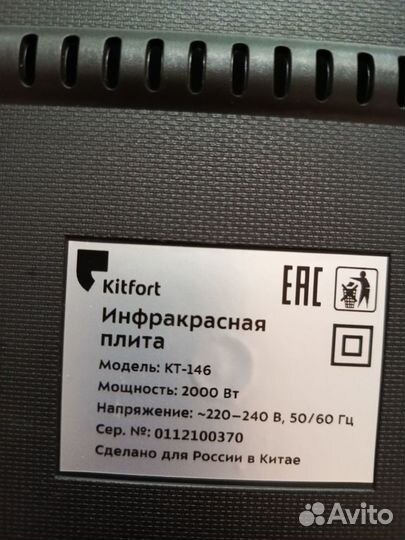 Kitfort
EAC
Инфракрасная
плита
Модель: КТ-146
Мощность: 2000 Вт
Напряжение: ~220–240 В, 50/60 Гц
Сер. №: 0112100370
Сделано для России в Китае
Avito